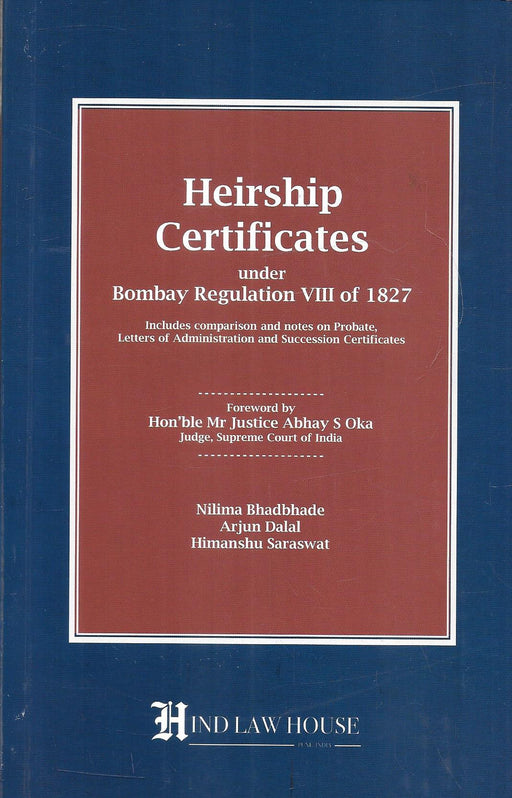 Heirship
Certificates
under
Bombay Regulation VIII of 1827
Includes comparison and notes on Probate,
Letters of Administration and Succession Certificates
Foreword by
Hon'ble Mr Justice Abhay S Oka
Judge, Supreme Court of India
Nilima Bhadbhade
Arjun Dalal
Himanshu Saraswat
HIND LAW HOUSE
PUNE, INDIA